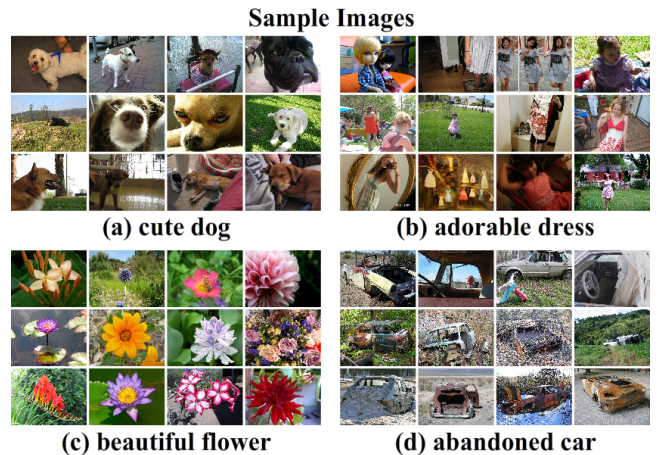 Sample Images
(a) cute dog
(b) adorable dress
(c) beautiful flower
(d) abandoned car